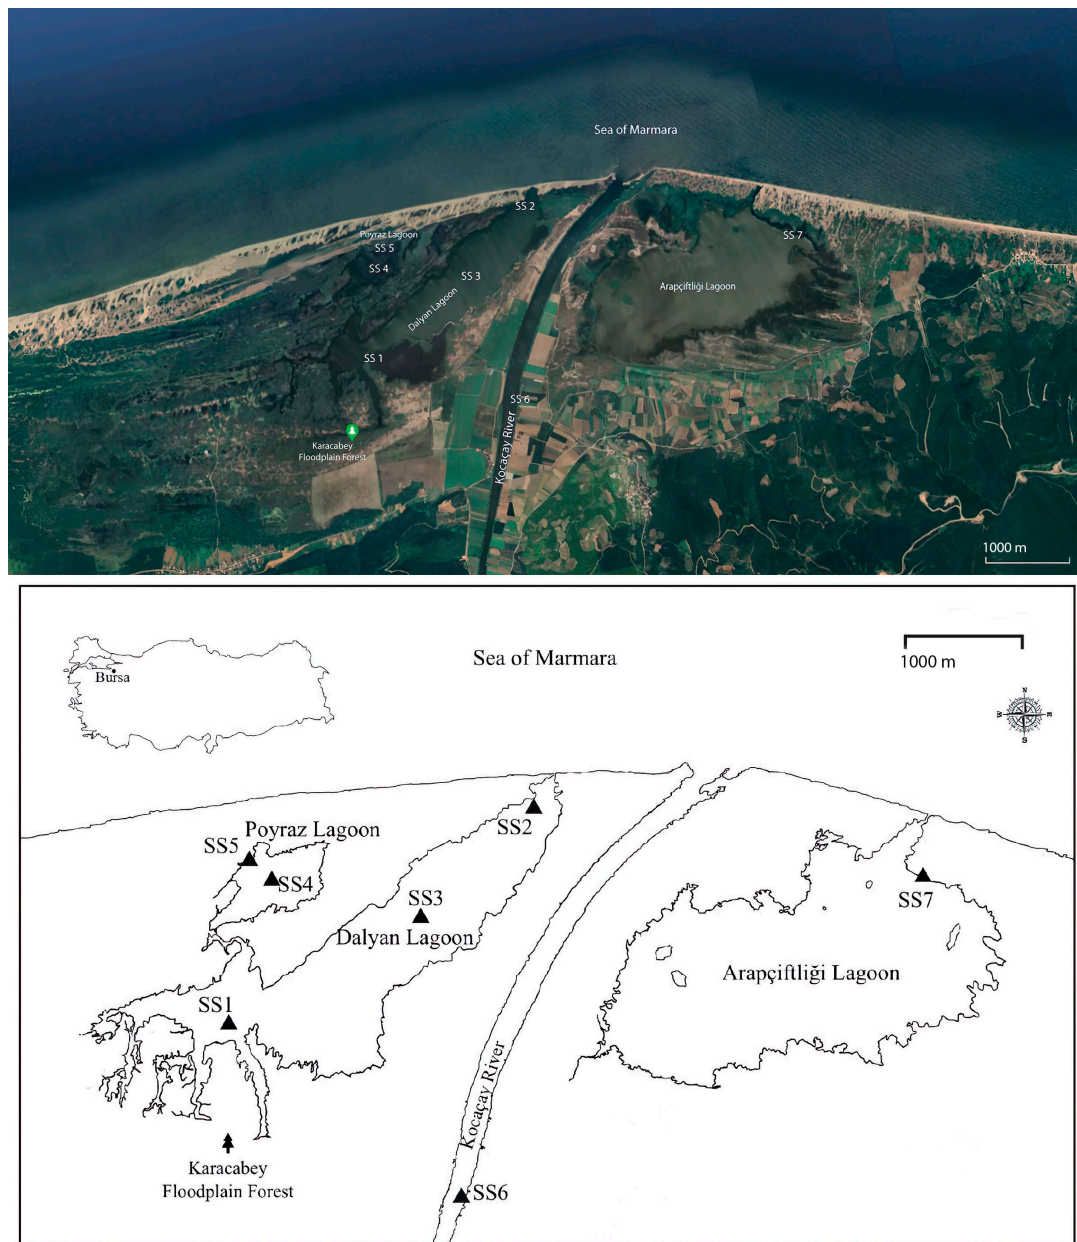 Sea of Marmara
SS 2
Poyraz Lagoon
SS 5
SS 4
SS 3
Dalyan Lagoon
SS 1
SS 7
Arapçiftliği Lagoon
SS 6
Kocaçay River
Karacabey
Floodplain Forest
1000 m
Sea of Marmara
1000 m
Bursa
N
W
E
S
Poyraz Lagoon
SS5
SS4
SS2
SS3
Dalyan Lagoon
SS7
Arapçiftliği Lagoon
SS1
Kocaçay River
Karacabey
Floodplain Forest
SS6